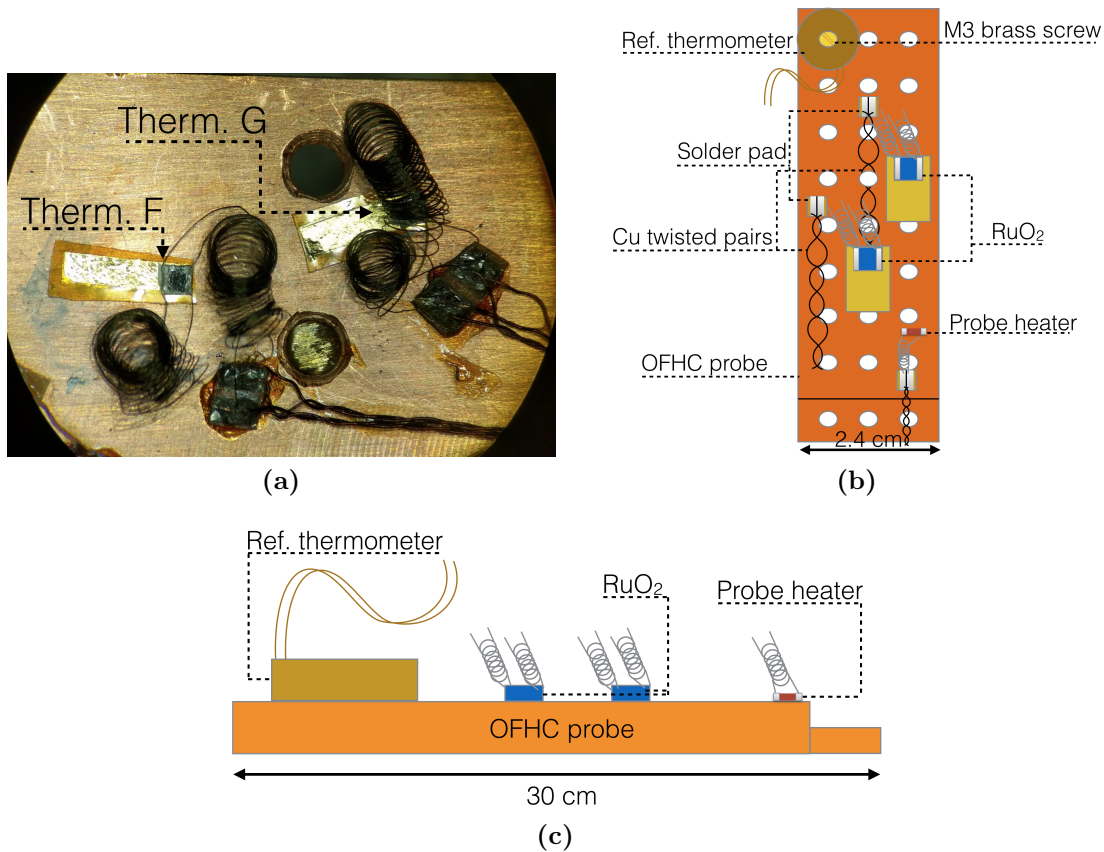 Therm. G
Therm. F
(a)
Ref. thermometer
M3 brass screw
Solder pad
Cu twisted pairs
RuO₂
Probe heater
OFHC probe
2.4 cm
(b)
Ref. thermometer
RuO₂
Probe heater
OFHC probe
30 cm
(c)